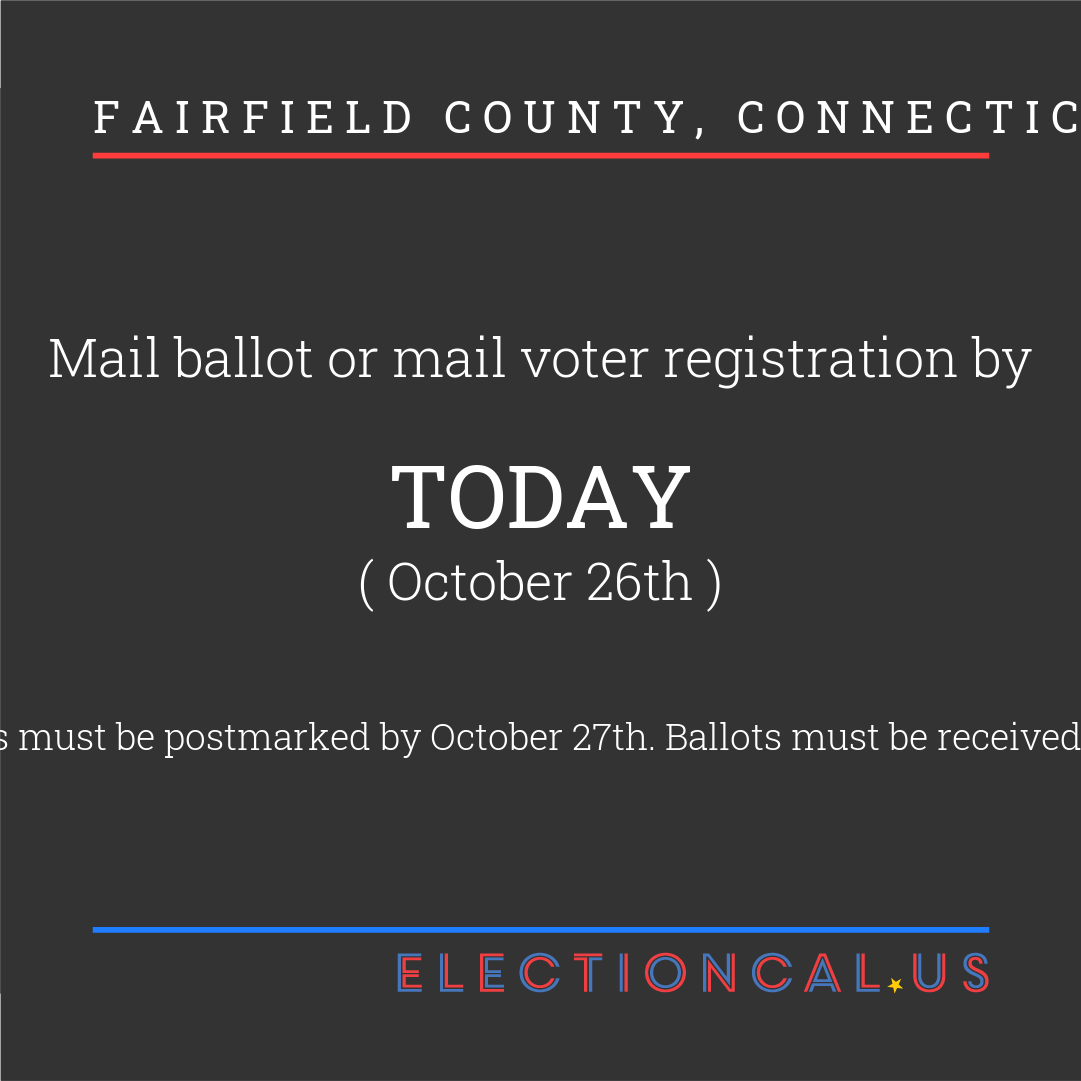 FAIRFIELD COUNTY, CONNECTIC
Mail ballot or mail voter registration by
TODAY
( October 26th )
s must be postmarked by October 27th. Ballots must be received
ELECTIONCAL.US